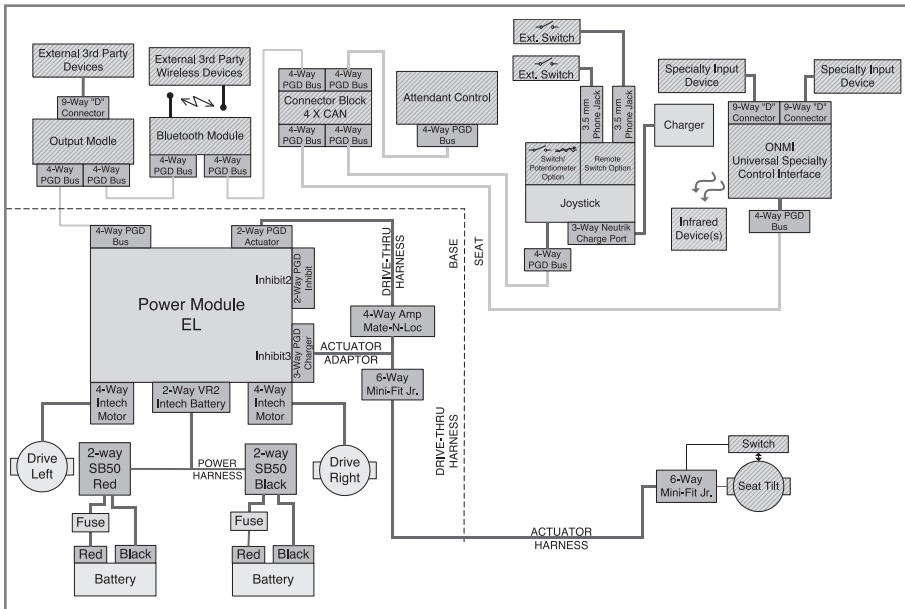 External 3rd Party
Devices
9-Way "D"
Connector
Output Modle
4-Way
PGD Bus
4-Way
PGD Bus
External 3rd Party
Wireless Devices
Bluetooth Module
4-Way
PGD Bus
4-Way
PGD Bus
4-Way
PGD Bus
4-Way
PGD Bus
Connector Block
4 X CAN
4-Way
PGD Bus
4-Way
PGD Bus
Attendant Control
4-Way PGD
Bus
Ext. Switch
Ext. Switch
3.5 mm
Phone Jack
3.5 mm
Phone Jack
Switch/
Potentiometer
Option
Remote
Switch Option
Joystick
3-Way Neutrik
Charge Port
4-Way
PGD Bus
Charger
Specialty Input
Device
Specialty Input
Device
9-Way "D"
Connector
9-Way "D"
Connector
ONMI
Universal Specialty
Control Interface
4-Way PGD
Bus
Infrared
Device(s)
4-Way PGD
Bus
2-Way PGD
Actuator
Inhibit2
2-Way PGD
Inhibit
Power Module
EL
Inhibit3
3-Way PGD
Charger
4-Way
Intech
Motor
2-Way VR2
Intech Battery
4-Way
Intech
Motor
DRIVE-THRU
HARNESS
BASE
SEAT
4-Way Amp
Mate-N-Loc
ACTUATOR
ADAPTOR
6-Way
Mini-Fit Jr.
DRIVE-THRU
HARNESS
Drive
Left
2-way
SB50
Red
POWER
HARNESS
2-way
SB50
Black
Drive
Right
Fuse
Red
Black
Battery
Fuse
Red
Black
Battery
Switch
6-Way
Mini-Fit Jr.
Seat Tilt
ACTUATOR
HARNESS